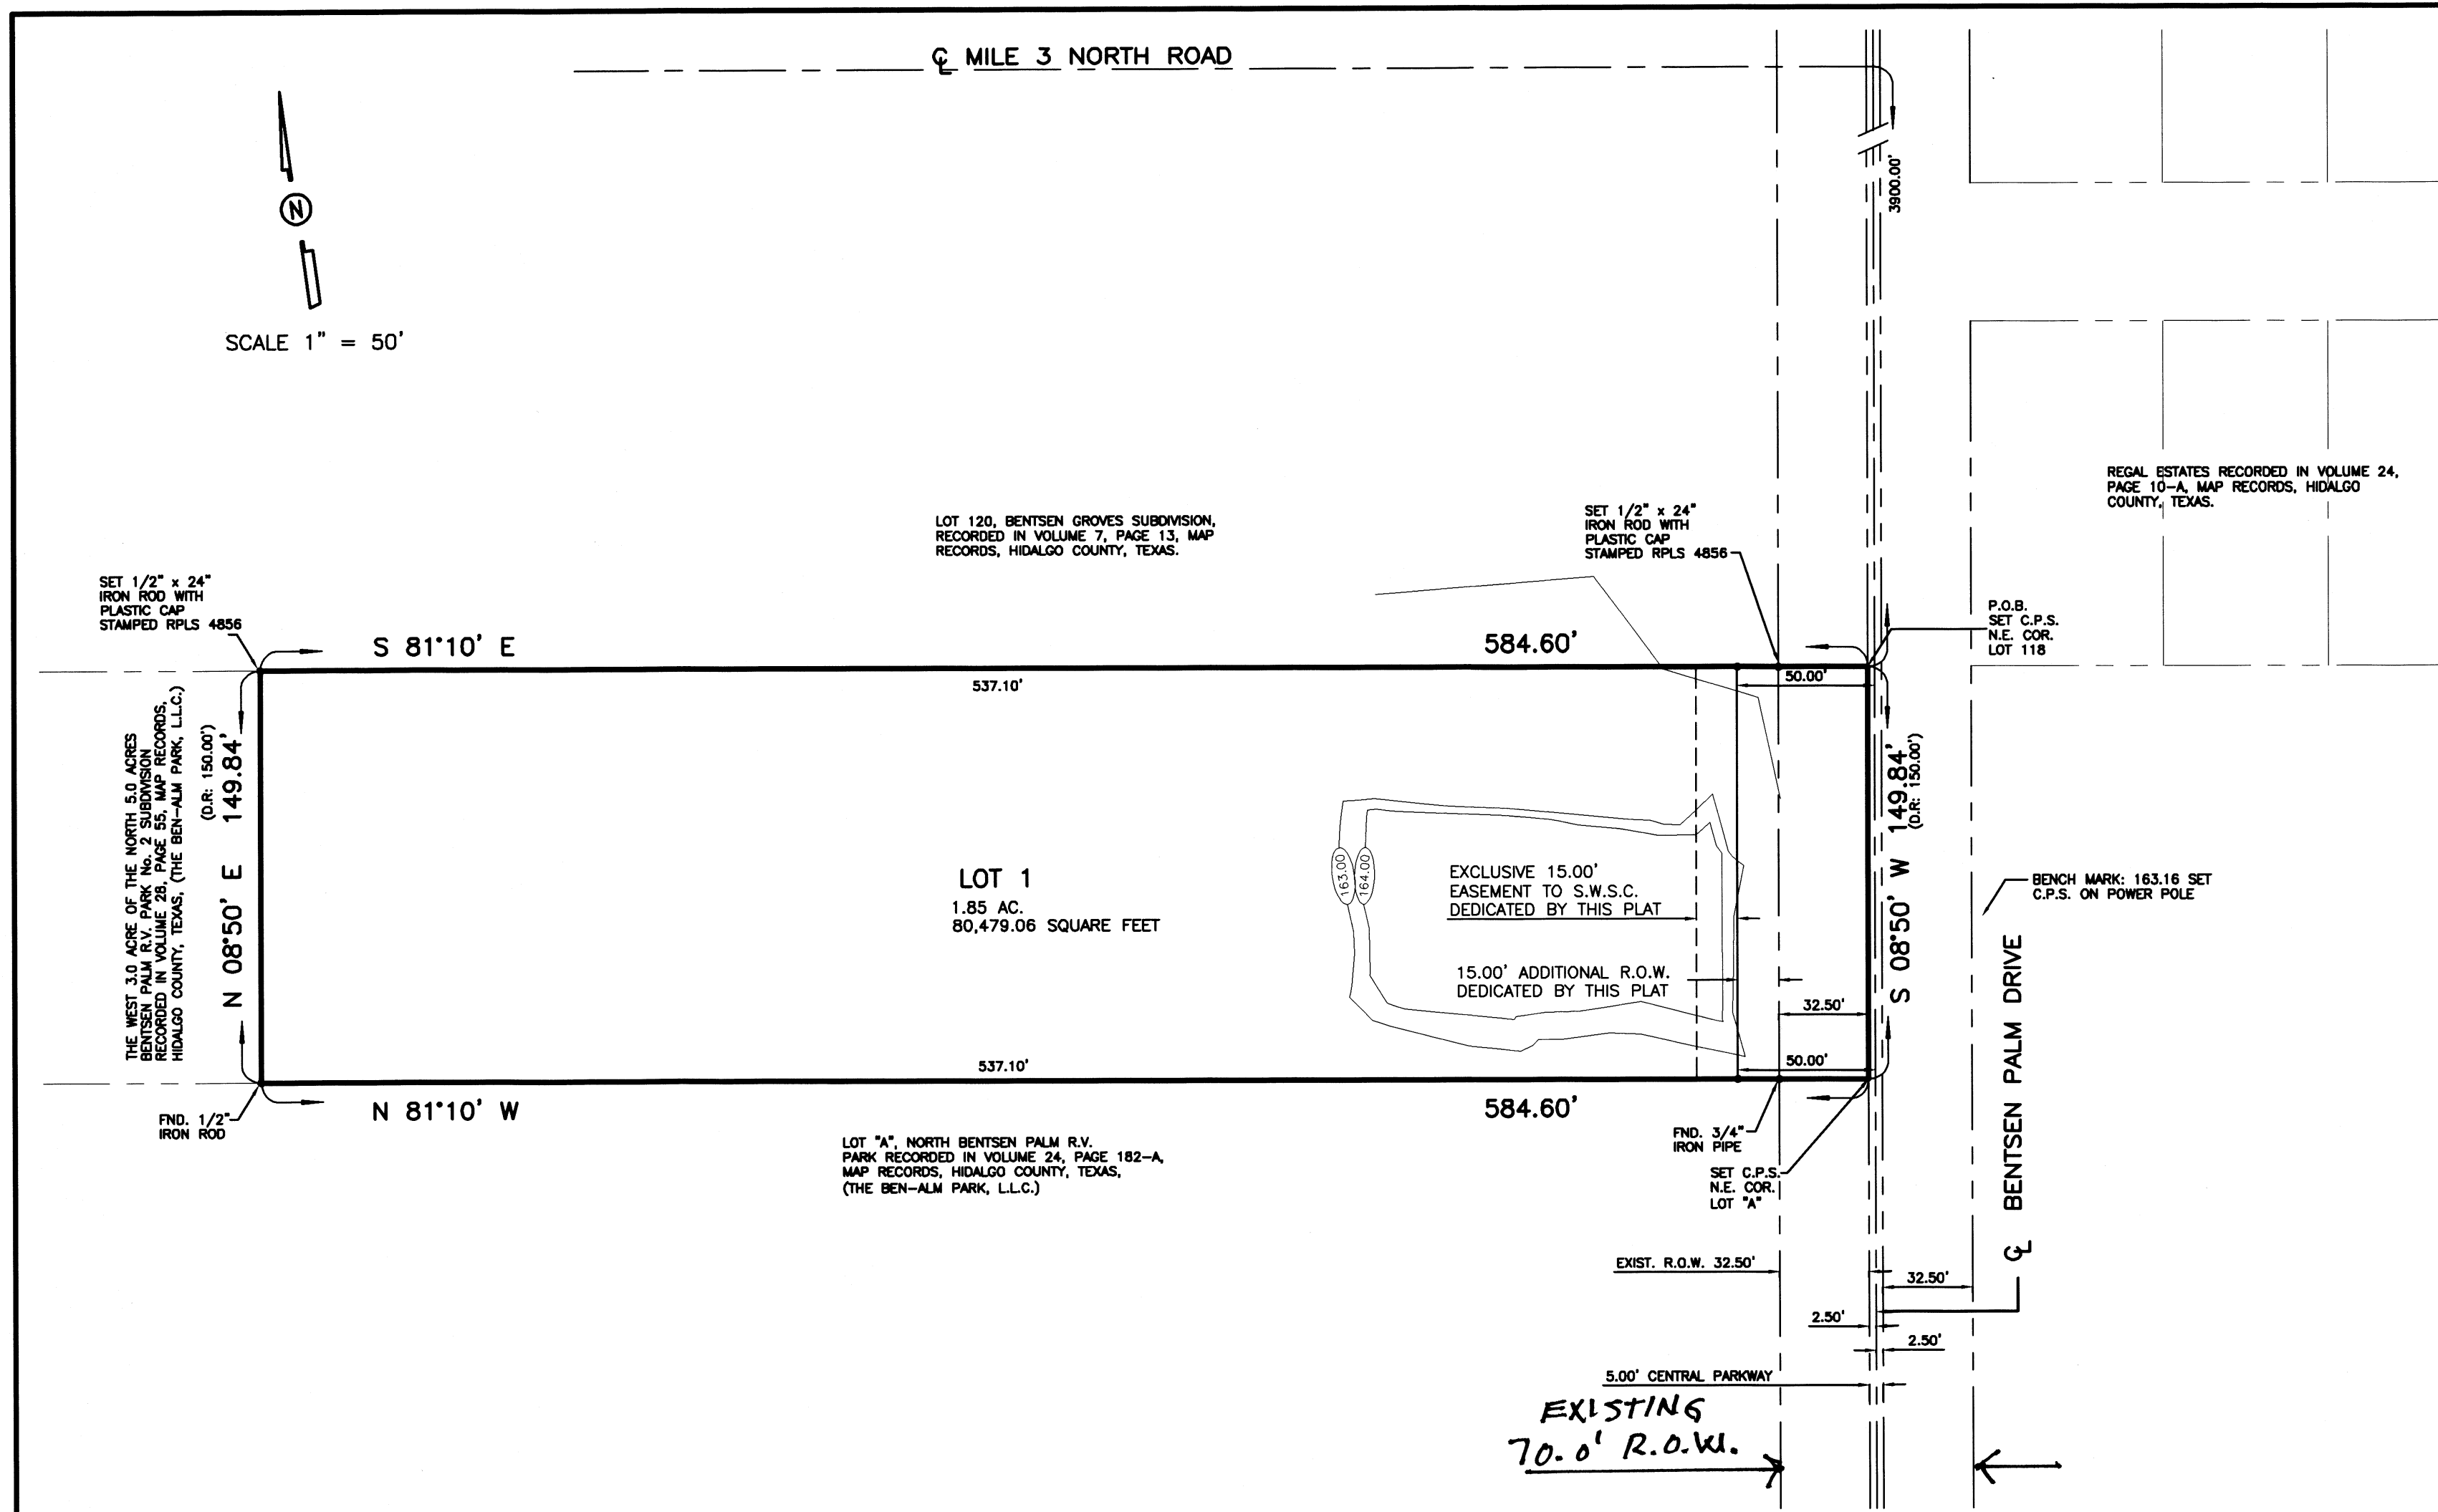 ℄ MILE 3 NORTH ROAD
3900.00'
N
SCALE 1" = 50'
REGAL ESTATES RECORDED IN VOLUME 24,
PAGE 10-A, MAP RECORDS, HIDALGO
COUNTY, TEXAS.
LOT 120, BENTSEN GROVES SUBDIVISION,
RECORDED IN VOLUME 7, PAGE 13, MAP
RECORDS, HIDALGO COUNTY, TEXAS.
SET 1/2" x 24"
IRON ROD WITH
PLASTIC CAP
STAMPED RPLS 4856
SET 1/2" x 24"
IRON ROD WITH
PLASTIC CAP
STAMPED RPLS 4856
P.O.B.
SET C.P.S.
N.E. COR.
LOT 118
S 81°10' E
584.60'
537.10'
50.00'
THE WEST 3.0 ACRE OF THE NORTH 5.0 ACRES
BENTSEN PALM R.V. PARK No. 2 SUBDIVISION
RECORDED IN VOLUME 28, PAGE 55, MAP RECORDS,
HIDALGO COUNTY, TEXAS, (THE BEN-ALM PARK, L.L.C.)
(D.R: 150.00')
N 08°50' E 149.84'
LOT 1
1.85 AC.
80,479.06 SQUARE FEET
163.00
164.00
EXCLUSIVE 15.00'
EASEMENT TO S.W.S.C.
DEDICATED BY THIS PLAT
15.00' ADDITIONAL R.O.W.
DEDICATED BY THIS PLAT
32.50'
S 08°50' W 149.84'
(D.R: 150.00')
BENCH MARK: 163.16 SET
C.P.S. ON POWER POLE
℄ BENTSEN PALM DRIVE
537.10'
50.00'
N 81°10' W
584.60'
FND. 1/2"
IRON ROD
FND. 3/4"
IRON PIPE
LOT "A", NORTH BENTSEN PALM R.V.
PARK RECORDED IN VOLUME 24, PAGE 182-A,
MAP RECORDS, HIDALGO COUNTY, TEXAS,
(THE BEN-ALM PARK, L.L.C.)
SET C.P.S.
N.E. COR.
LOT "A"
EXIST. R.O.W. 32.50'
32.50'
2.50'
2.50'
5.00' CENTRAL PARKWAY
EXISTING
70.0' R.O.W.